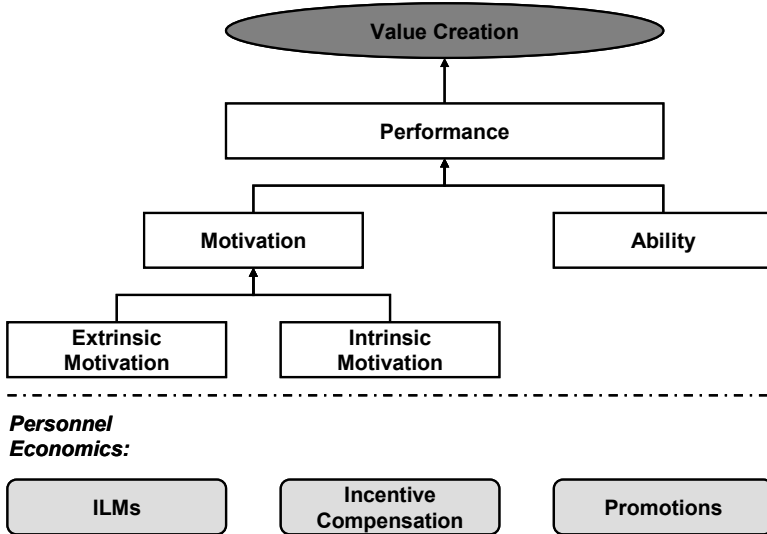 Value Creation
Performance
Motivation
Ability
Extrinsic
Motivation
Intrinsic
Motivation
Personnel
Economics:
ILMs
Incentive
Compensation
Promotions